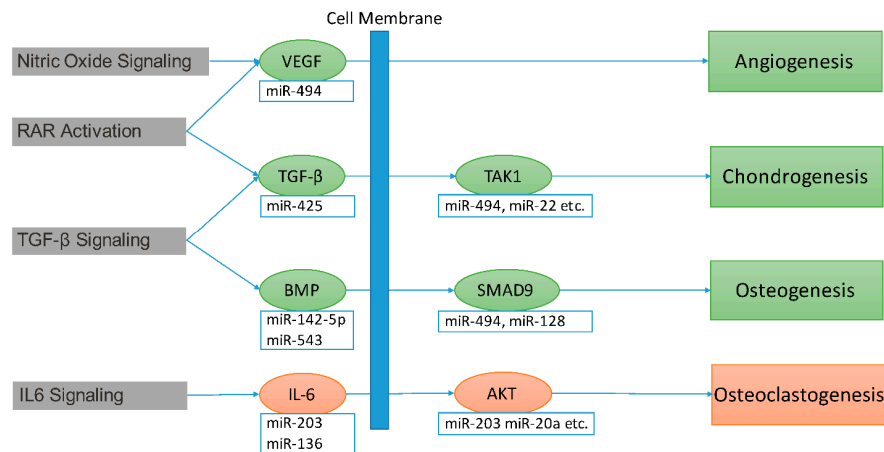 Cell Membrane
Nitric Oxide Signaling
VEGF
miR-494
Angiogenesis
RAR Activation
TGF-β
miR-425
TAK1
miR-494, miR-22 etc.
Chondrogenesis
TGF-β Signaling
BMP
miR-142-5p
miR-543
SMAD9
miR-494, miR-128
Osteogenesis
IL6 Signaling
IL-6
miR-203
miR-136
AKT
miR-203 miR-20a etc.
Osteoclastogenesis